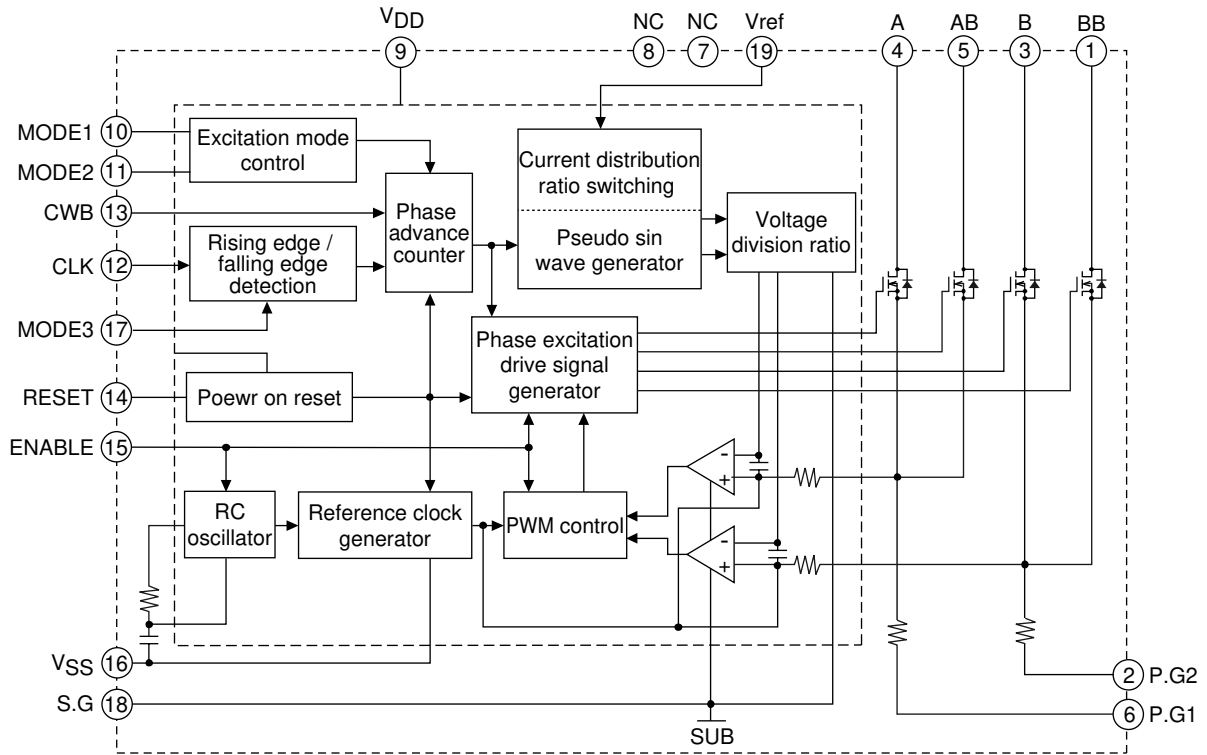 VDD
NC
NC
Vref
A
AB
B
BB
9
8
7
19
4
5
3
1
MODE1
10
MODE2
11
CWB
13
CLK
12
MODE3
17
RESET
14
ENABLE
15
VSS
16
S.G
18
Excitation mode
control
Phase
advance
counter
Rising edge /
falling edge
detection
Current distribution
ratio switching
Pseudo sin
wave generator
Voltage
division ratio
Poewr on reset
Phase excitation
drive signal
generator
RC
oscillator
Reference clock
generator
PWM control
-
+
-
+
SUB
2
P.G2
6
P.G1